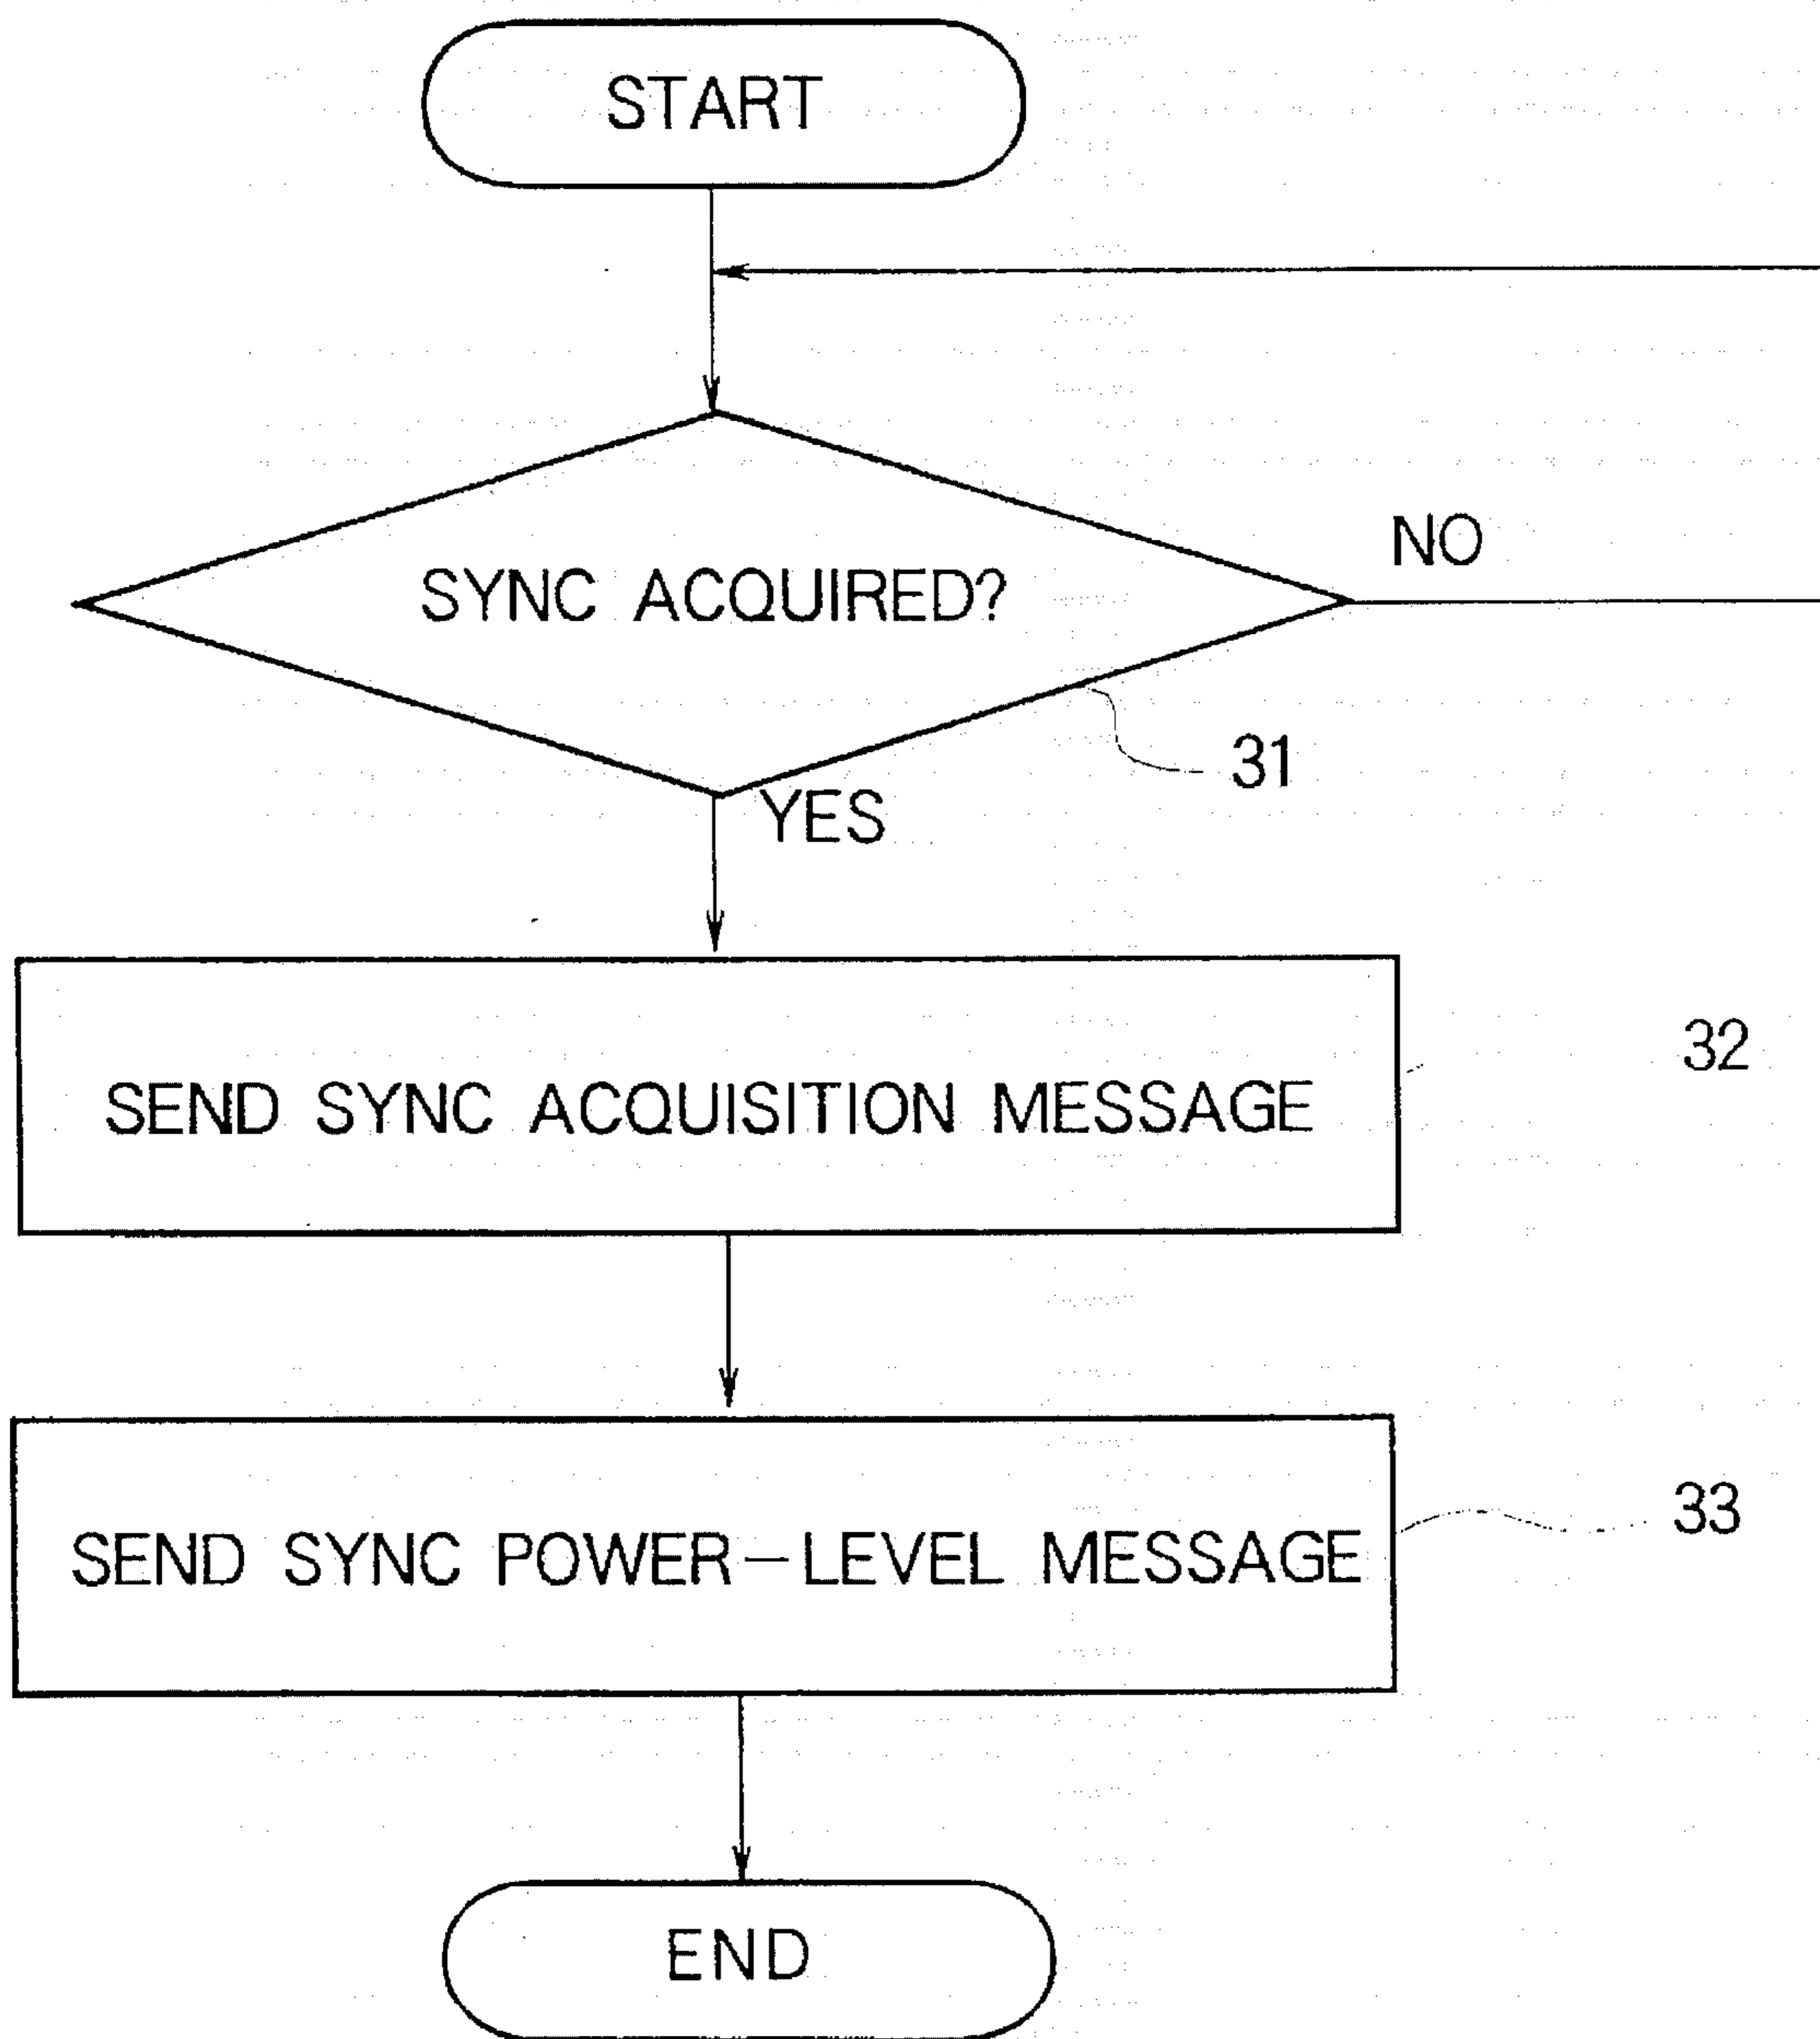 START
SYNC ACQUIRED?
NO
31
YES
32
SEND SYNC ACQUISITION MESSAGE
33
SEND SYNC POWER-LEVEL MESSAGE
END